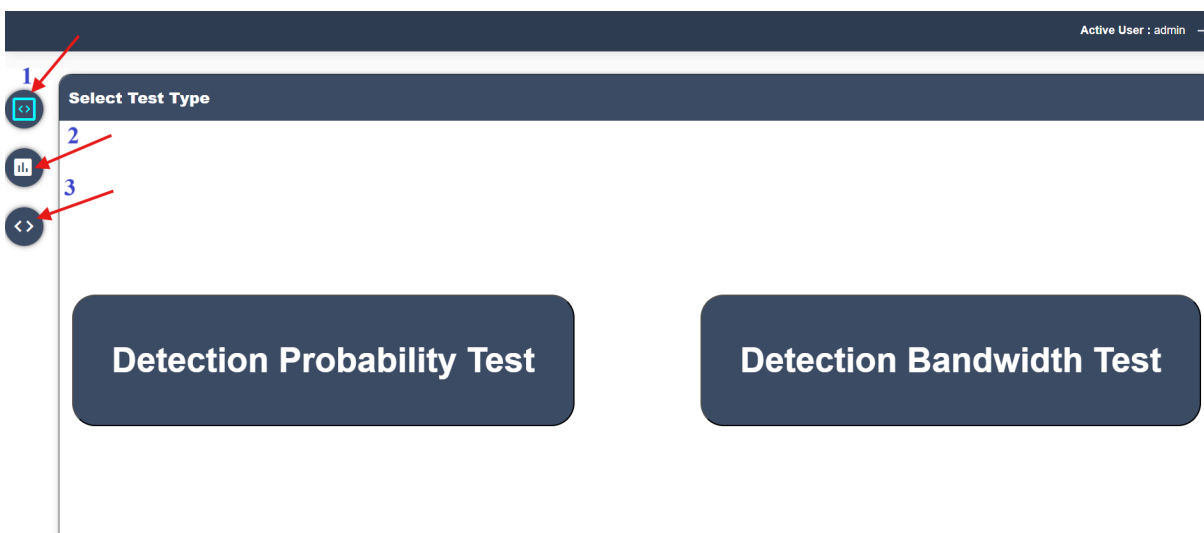 Active User : admin
1
Select Test Type
2
3
Detection Probability Test
Detection Bandwidth Test